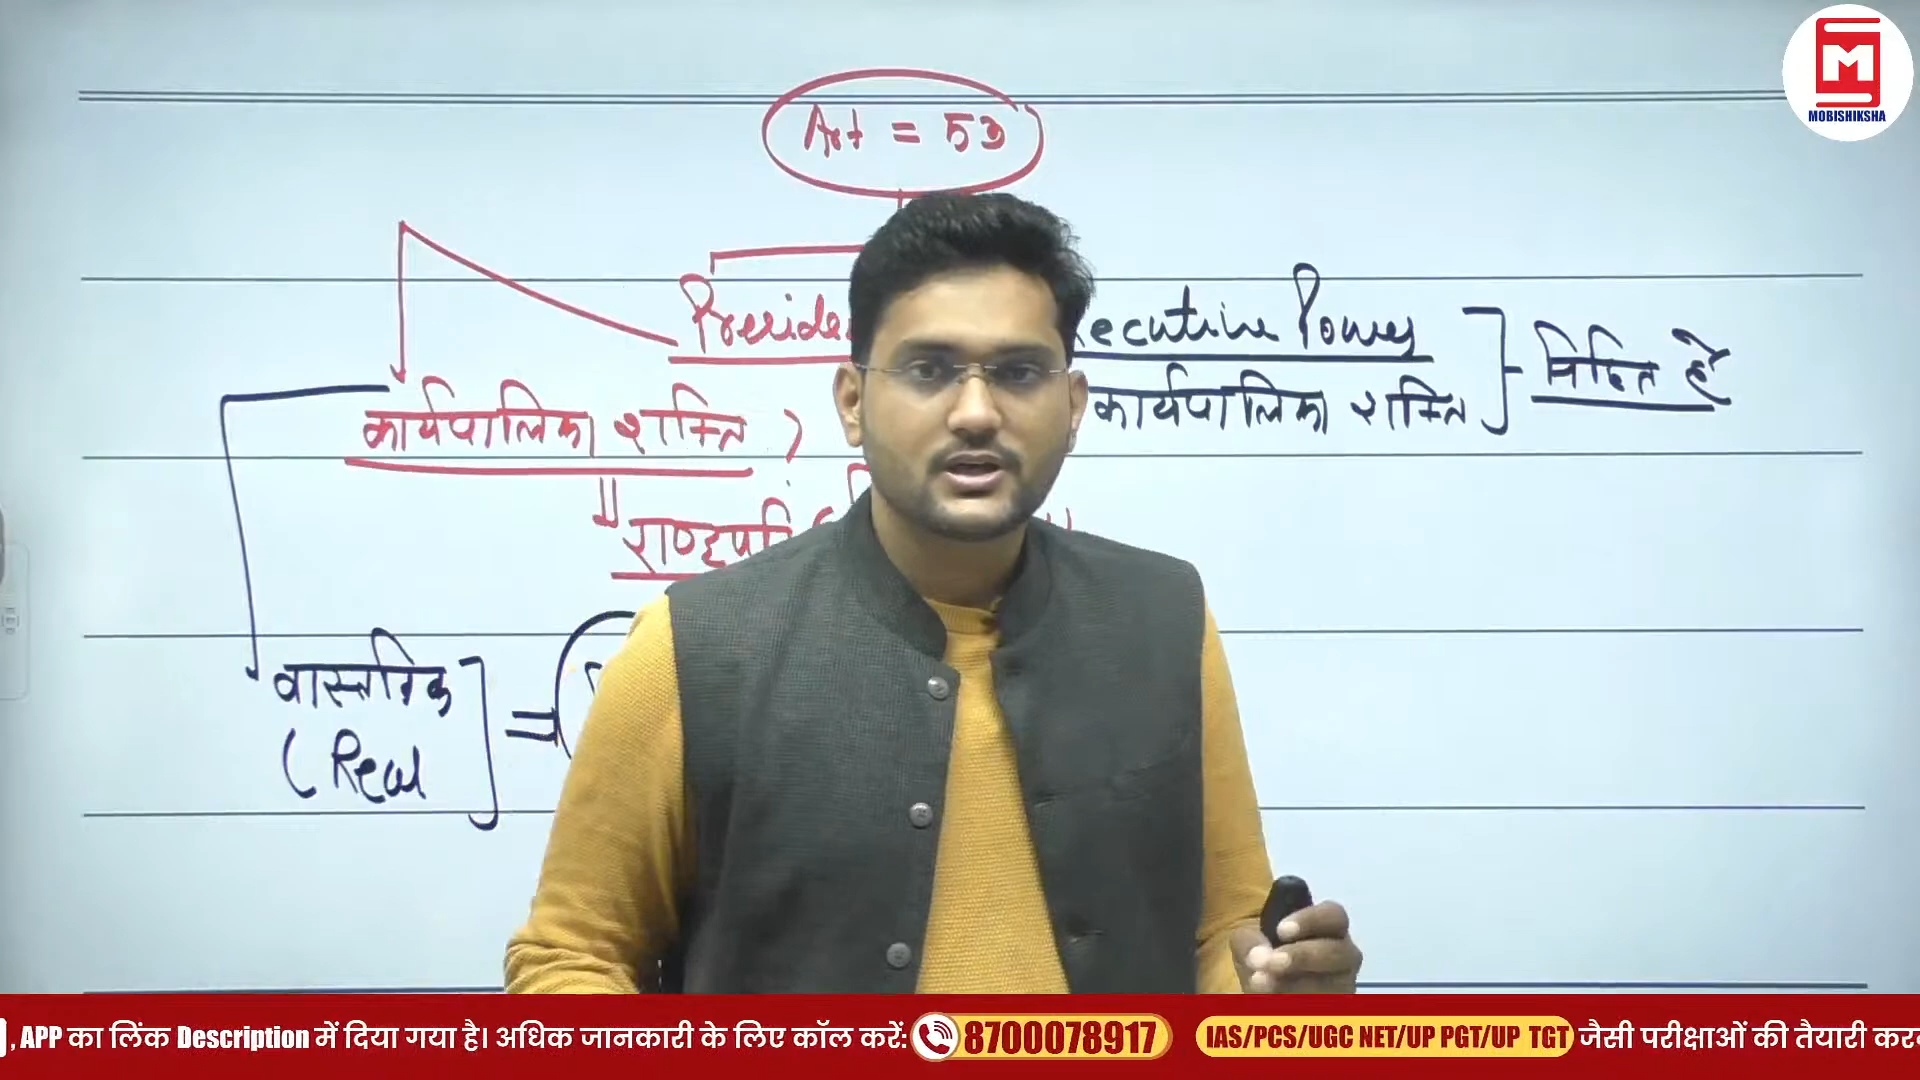 M
MOBISHIKSHA
Art = 53
Executive Power
कार्यपालिका शक्ति
कार्यपालिका शक्ति
निहित है
वास्तविक
(Real
, APP का लिंक Description में दिया गया है। अधिक जानकारी के लिए कॉल करें: 8700078917 IAS/PCS/UGC NET/UP PGT/UP TGT जैसी परीक्षाओं की तैयारी